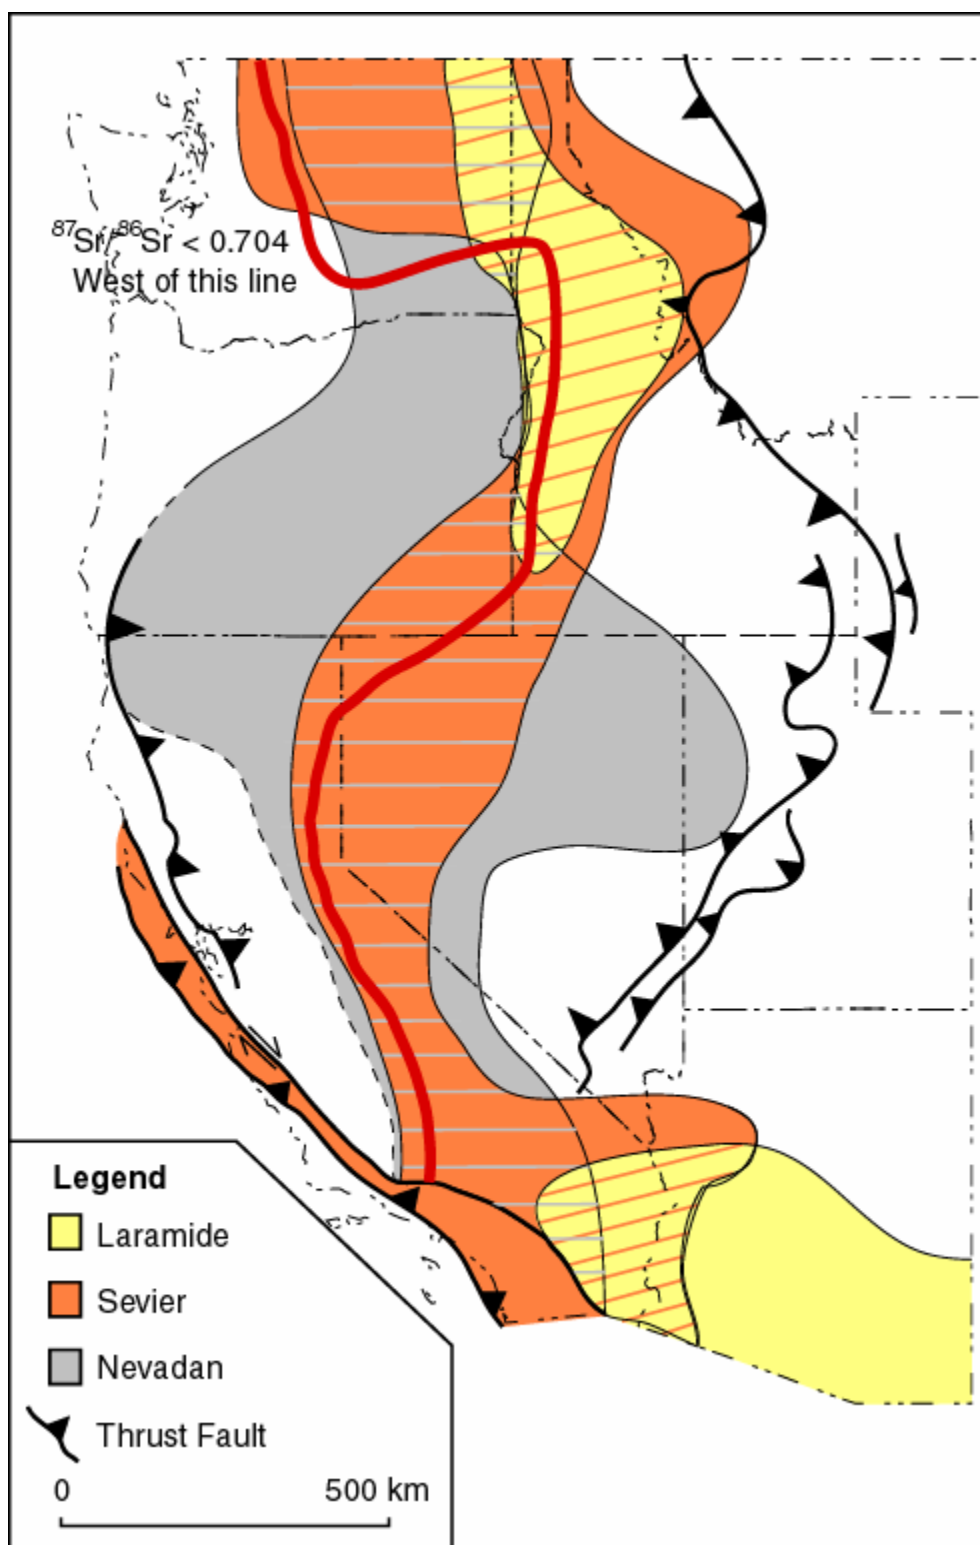 ⁸⁷Sr/⁸⁶Sr < 0.704
West of this line
Legend
Laramide
Sevier
Nevadan
Thrust Fault
0 500 km